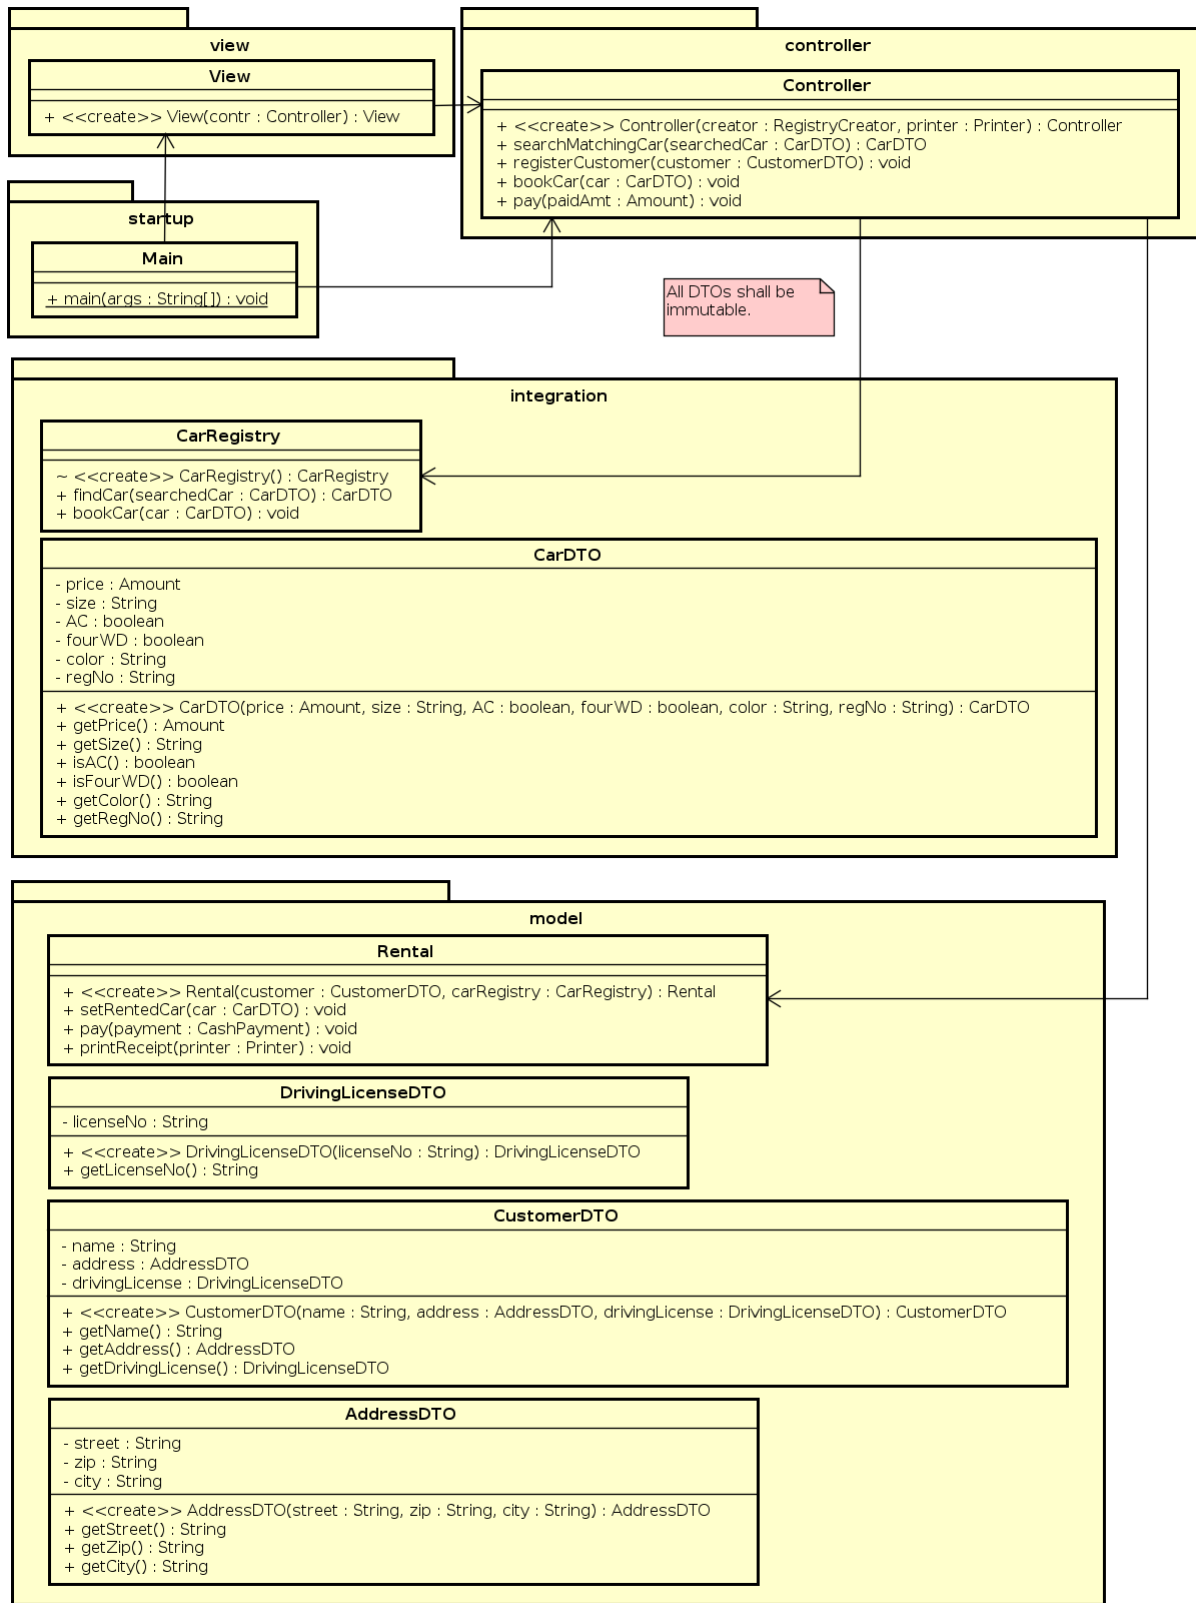 view
View
+ <<create>> View(contr : Controller) : View
controller
Controller
+ <<create>> Controller(creator : RegistryCreator, printer : Printer) : Controller
+ searchMatchingCar(searchedCar : CarDTO) : CarDTO
+ registerCustomer(customer : CustomerDTO) : void
+ bookCar(car : CarDTO) : void
+ pay(paidAmt : Amount) : void
startup
Main
+ main(args : String[]) : void
All DTOs shall be
immutable.
integration
CarRegistry
~ <<create>> CarRegistry() : CarRegistry
+ findCar(searchedCar : CarDTO) : CarDTO
+ bookCar(car : CarDTO) : void
CarDTO
- price : Amount
- size : String
- AC : boolean
- fourWD : boolean
- color : String
- regNo : String
+ <<create>> CarDTO(price : Amount, size : String, AC : boolean, fourWD : boolean, color : String, regNo : String) : CarDTO
+ getPrice() : Amount
+ getSize() : String
+ isAC() : boolean
+ isFourWD() : boolean
+ getColor() : String
+ getRegNo() : String
model
Rental
+ <<create>> Rental(customer : CustomerDTO, carRegistry : CarRegistry) : Rental
+ setRentedCar(car : CarDTO) : void
+ pay(payment : CashPayment) : void
+ printReceipt(printer : Printer) : void
DrivingLicenseDTO
- licenseNo : String
+ <<create>> DrivingLicenseDTO(licenseNo : String) : DrivingLicenseDTO
+ getLicenseNo() : String
CustomerDTO
- name : String
- address : AddressDTO
- drivingLicense : DrivingLicenseDTO
+ <<create>> CustomerDTO(name : String, address : AddressDTO, drivingLicense : DrivingLicenseDTO) : CustomerDTO
+ getName() : String
+ getAddress() : AddressDTO
+ getDrivingLicense() : DrivingLicenseDTO
AddressDTO
- street : String
- zip : String
- city : String
+ <<create>> AddressDTO(street : String, zip : String, city : String) : AddressDTO
+ getStreet() : String
+ getZip() : String
+ getCity() : String